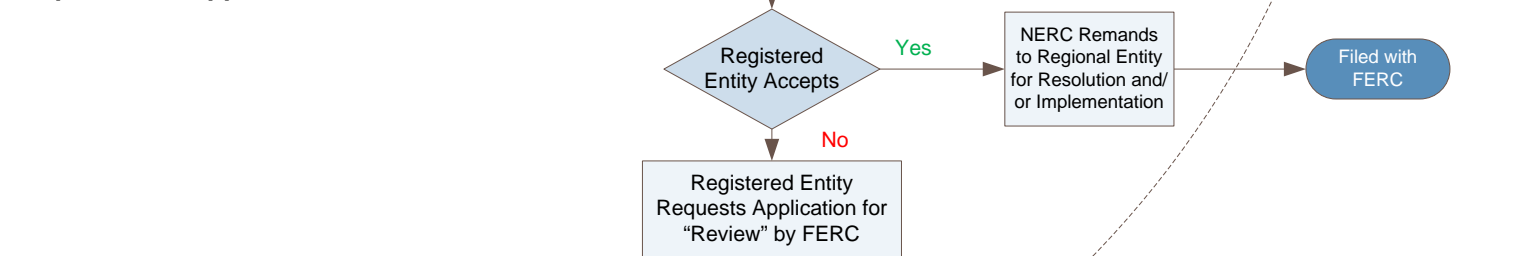 Registered
Entity Accepts
Yes
NERC Remands
to Regional Entity
for Resolution and/
or Implementation
Filed with
FERC
No
Registered Entity
Requests Application for
“Review” by FERC